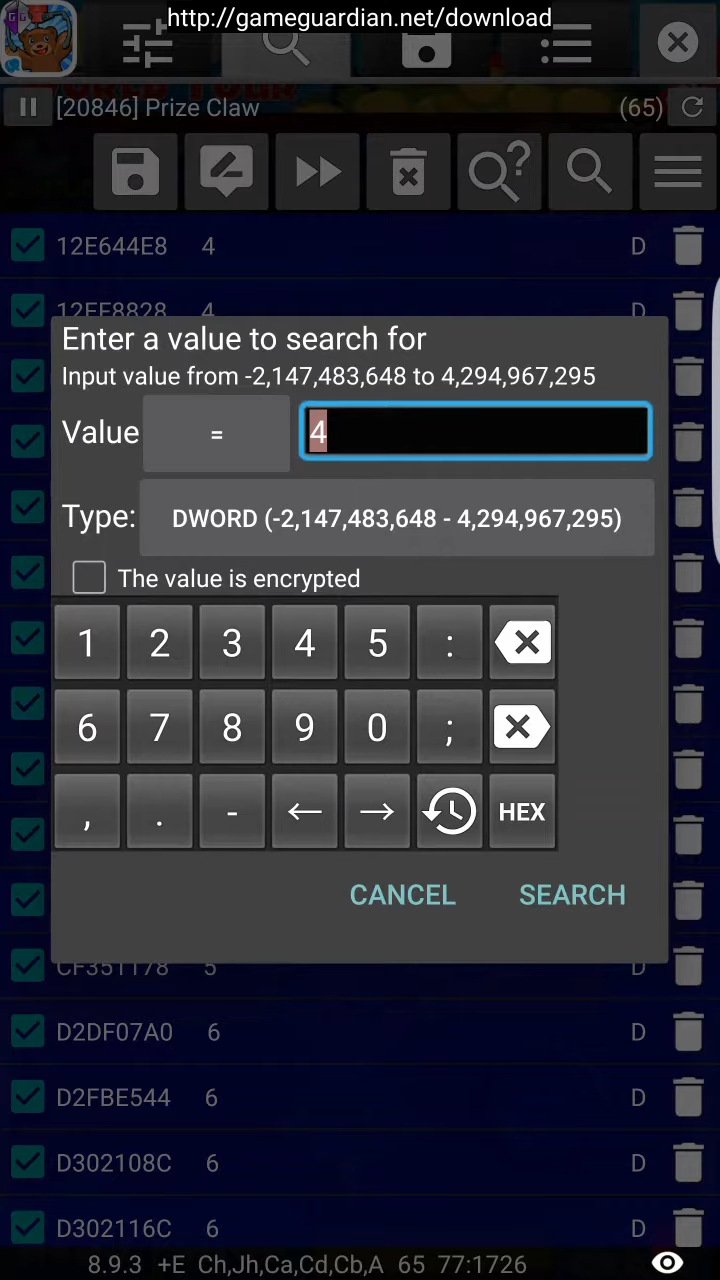 http://gameguardian.net/download
[20846] Prize Claw (65)
12E644E8 4 D
12FF8828 4 D
Enter a value to search for
Input value from -2,147,483,648 to 4,294,967,295
Value = 4
Type: DWORD (-2,147,483,648 - 4,294,967,295)
The value is encrypted
1 2 3 4 5 :
6 7 8 9 0 ;
, . - ← → HEX
CANCEL SEARCH
CF351178 5 D
D2DF07A0 6 D
D2FBE544 6 D
D302108C 6 D
D302116C 6 D
8.9.3 +E Ch,Jh,Ca,Cd,Cb,A 65 77:1726